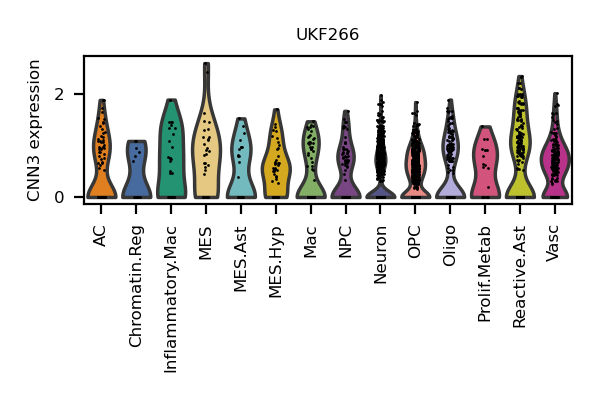 UKF266
CNN3 expression
2
0
AC
Chromatin.Reg
Inflammatory.Mac
MES
MES.Ast
MES.Hyp
Mac
NPC
Neuron
OPC
Oligo
Prolif.Metab
Reactive.Ast
Vasc